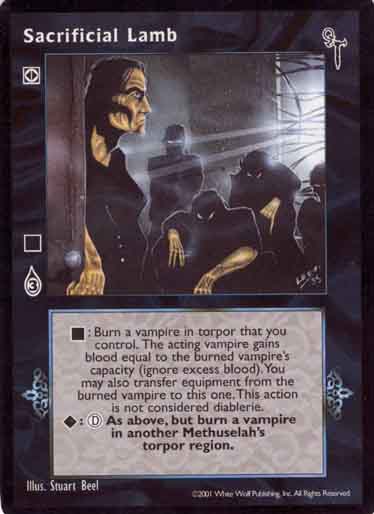 Sacrificial Lamb
3
: Burn a vampire in torpor that you
control. The acting vampire gains
blood equal to the burned vampire's
capacity (ignore excess blood). You
may also transfer equipment from the
burned vampire to this one. This action
is not considered diablerie.
: D As above, but burn a vampire
in another Methuselah's
torpor region.
Illus. Stuart Beel
©2001 White Wolf Publishing, Inc. All Rights Reserved.